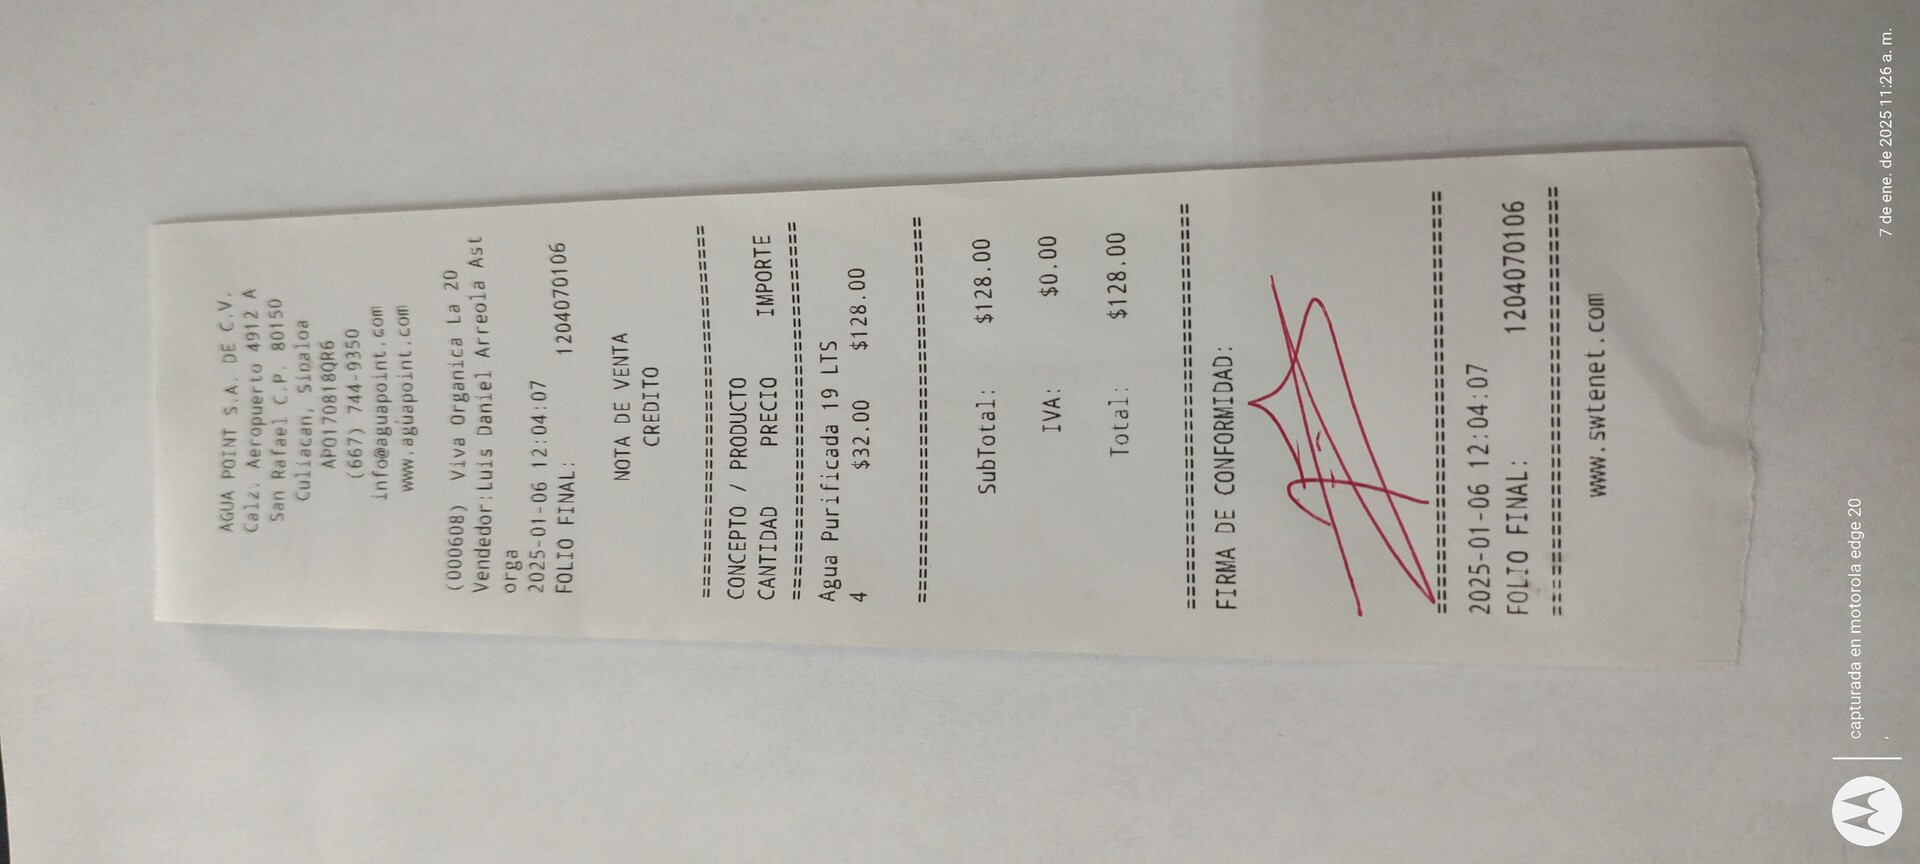 AGUA POINT S.A. DE C.V.
Calz. Aeropuerto 4912 A
San Rafael C.P. 80150
Culiacan, Sinaloa
APO170818QR6
(667) 744-9350
info@aguapoint.com
www.aguapoint.com
(000608) Viva Organica La 20
Vendedor:Luis Daniel Arreola Ast
orga
2025-01-06 12:04:07
FOLIO FINAL: 1204070106
NOTA DE VENTA
CREDITO
================================
CONCEPTO / PRODUCTO
CANTIDAD PRECIO IMPORTE
================================
Agua Purificada 19 LTS
4 $32.00 $128.00
================================
SubTotal: $128.00
IVA: $0.00
Total: $128.00
================================
FIRMA DE CONFORMIDAD:
================================
2025-01-06 12:04:07
FOLIO FINAL: 1204070106
================================
www.swtenet.com
capturada en motorola edge 20
,
7 de ene. de 2025 11:26 a. m.